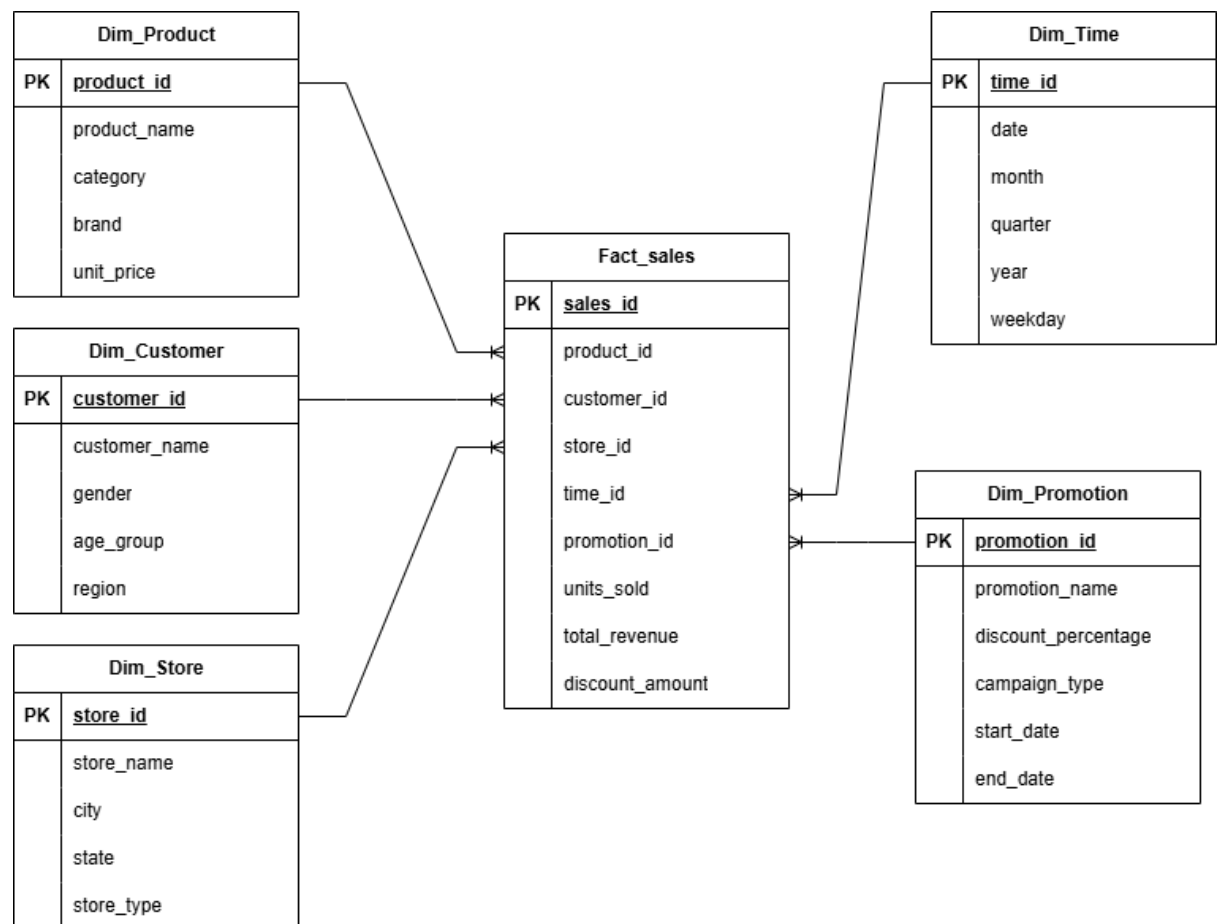 Dim_Product
PK product_id
product_name
category
brand
unit_price
Dim_Customer
PK customer_id
customer_name
gender
age_group
region
Dim_Store
PK store_id
store_name
city
state
store_type
Fact_sales
PK sales_id
product_id
customer_id
store_id
time_id
promotion_id
units_sold
total_revenue
discount_amount
Dim_Time
PK time_id
date
month
quarter
year
weekday
Dim_Promotion
PK promotion_id
promotion_name
discount_percentage
campaign_type
start_date
end_date